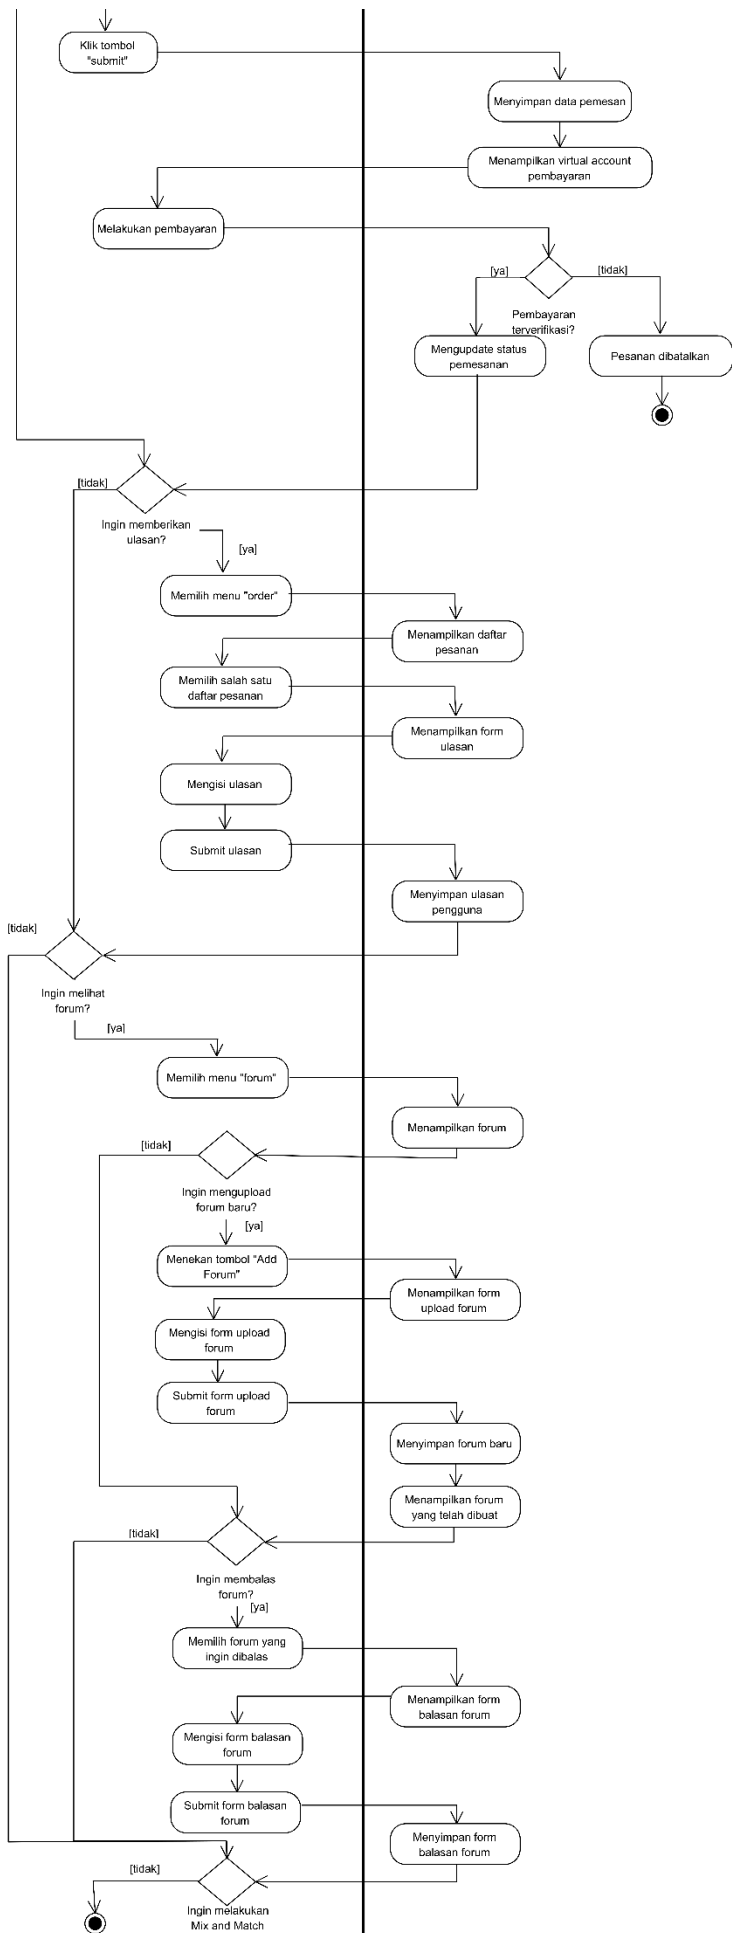 Klik tombol
"submit"
Menyimpan data pemesan
Menampilkan virtual account
pembayaran
Melakukan pembayaran
[ya]
[tidak]
Pembayaran
terverifikasi?
Mengupdate status
pemesanan
Pesanan dibatalkan
[tidak]
Ingin memberikan
ulasan?
[ya]
Memilih menu "order"
Menampilkan daftar
pesanan
Memilih salah satu
daftar pesanan
Menampilkan form
ulasan
Mengisi ulasan
Submit ulasan
Menyimpan ulasan
pengguna
[tidak]
Ingin melihat
forum?
[ya]
Memilih menu "forum"
Menampilkan forum
[tidak]
Ingin mengupload
forum baru?
[ya]
Menekan tombol "Add
Forum"
Menampilkan form
upload forum
Mengisi form upload
forum
Submit form upload
forum
Menyimpan forum baru
Menampilkan forum
yang telah dibuat
[tidak]
Ingin membalas
forum?
[ya]
Memilih forum yang
ingin dibalas
Menampilkan form
balasan forum
Mengisi form balasan
forum
Submit form balasan
forum
Menyimpan form
balasan forum
[tidak]
Ingin melakukan
Mix and Match